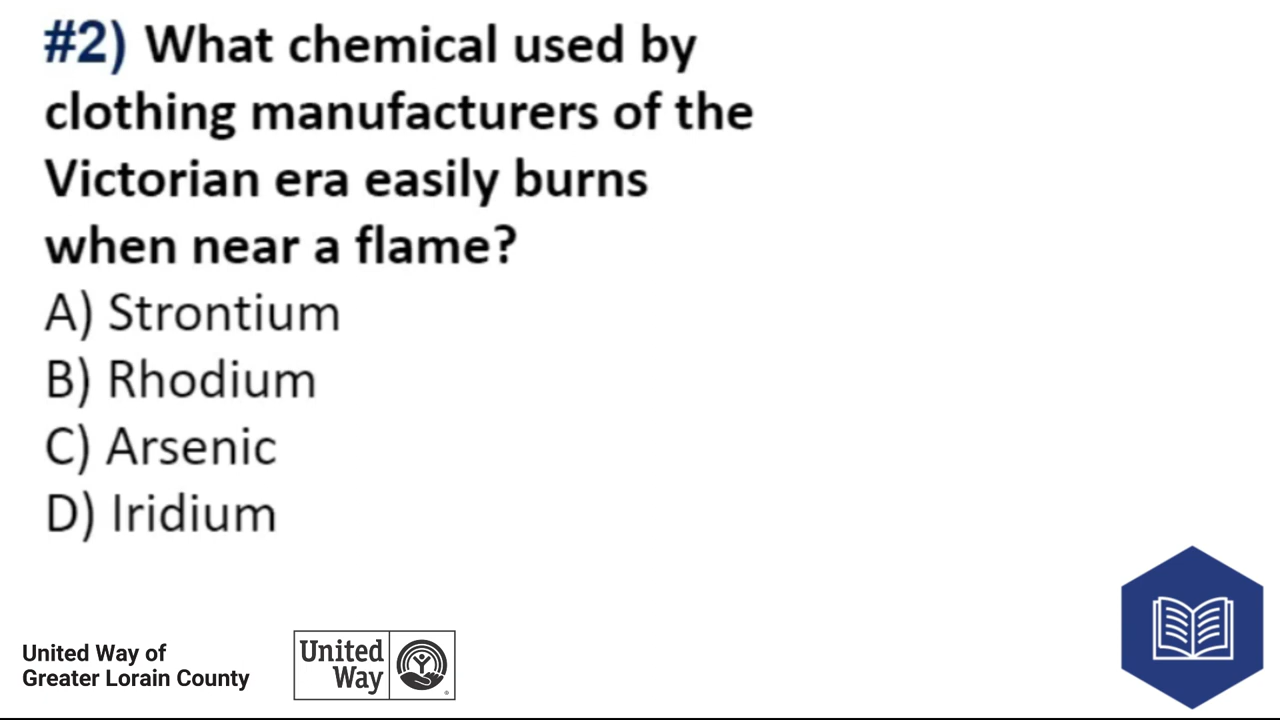 #2) What chemical used by
clothing manufacturers of the
Victorian era easily burns
when near a flame?
A) Strontium
B) Rhodium
C) Arsenic
D) Iridium
United Way of
Greater Lorain County
United
Way